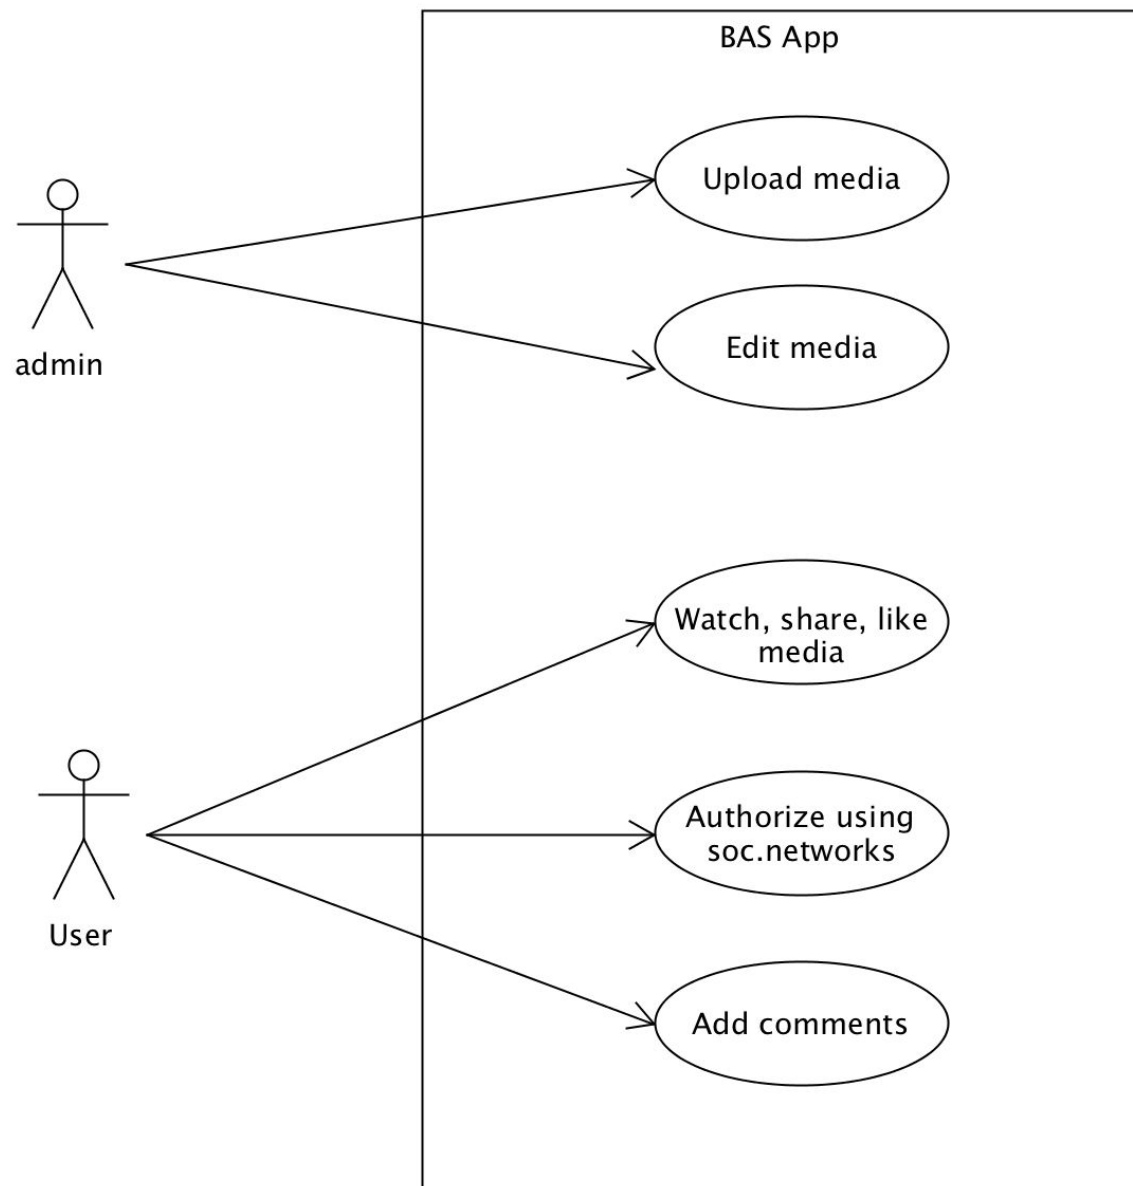 BAS App
Upload media
Edit media
admin
Watch, share, like
media
Authorize using
soc.networks
User
Add comments